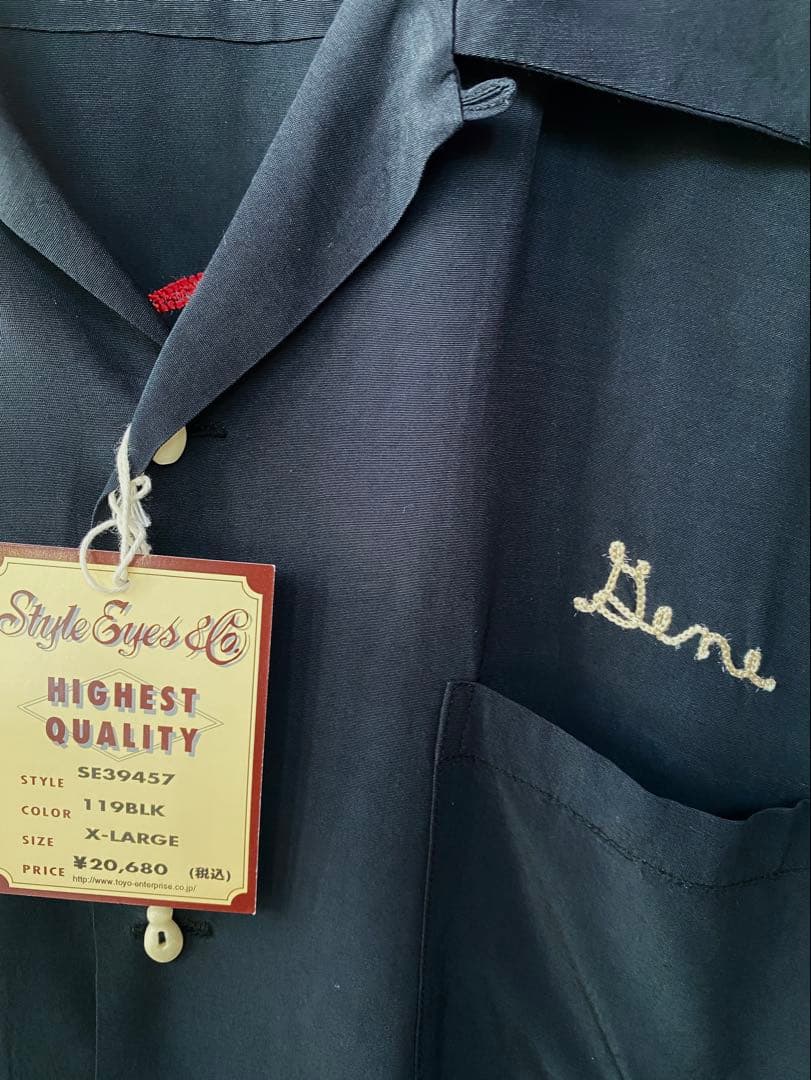 Gene
Style Eyes & Co.
HIGHEST
QUALITY
STYLE SE39457
COLOR 119BLK
SIZE X-LARGE
PRICE ¥20,680 (税込)
http://www.toyo-enterprise.co.jp/